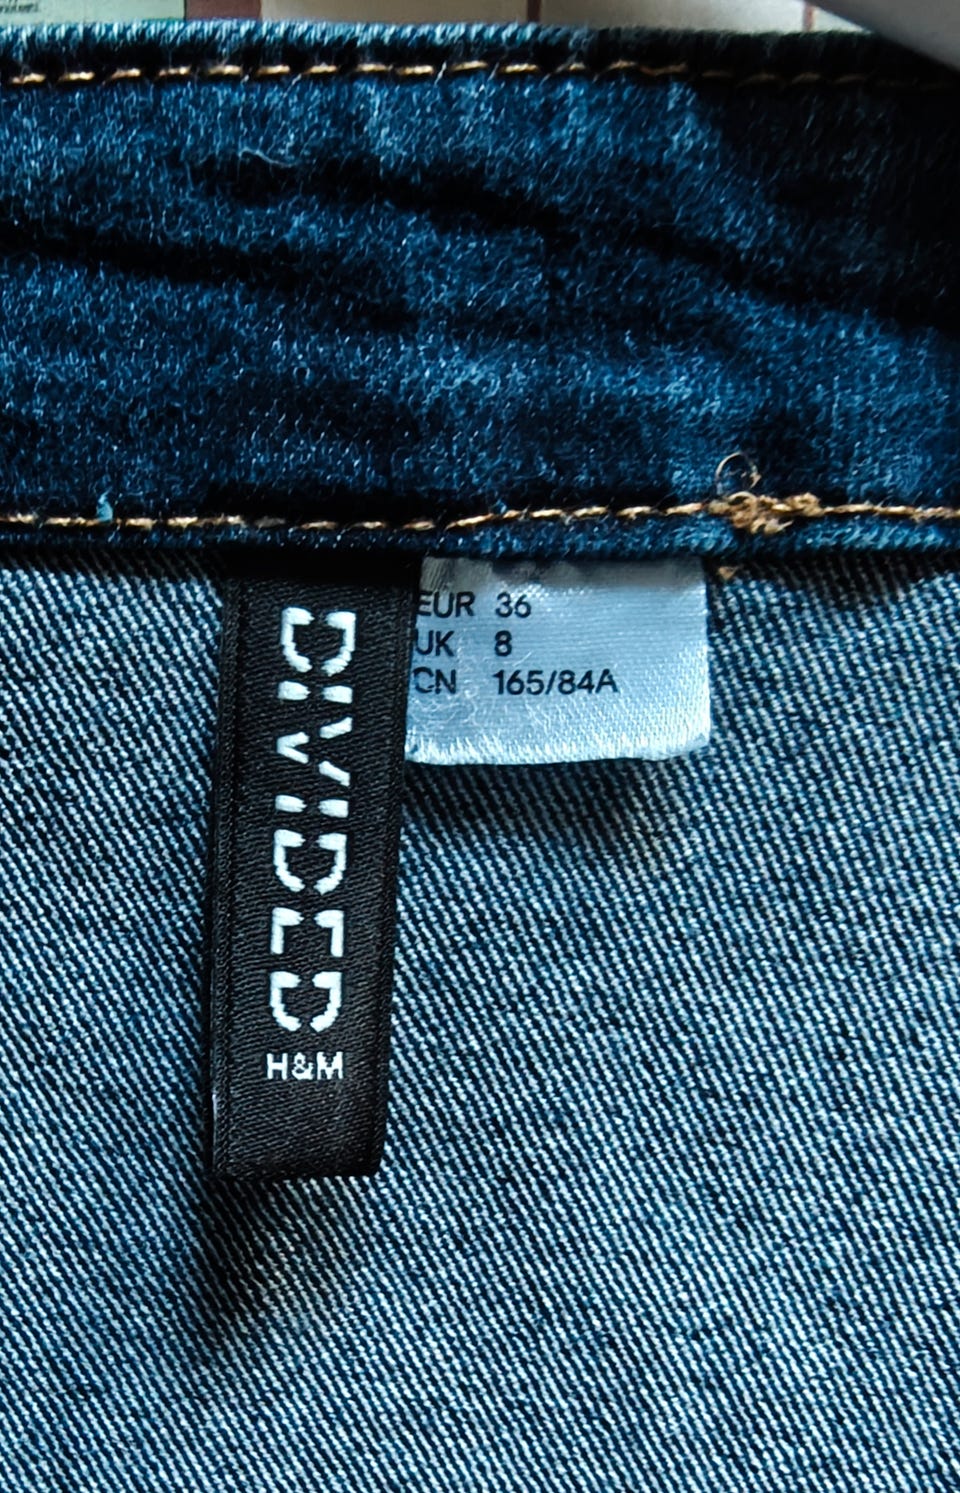 DIVIDED
H&M
EUR 36
UK 8
CN 165/84A